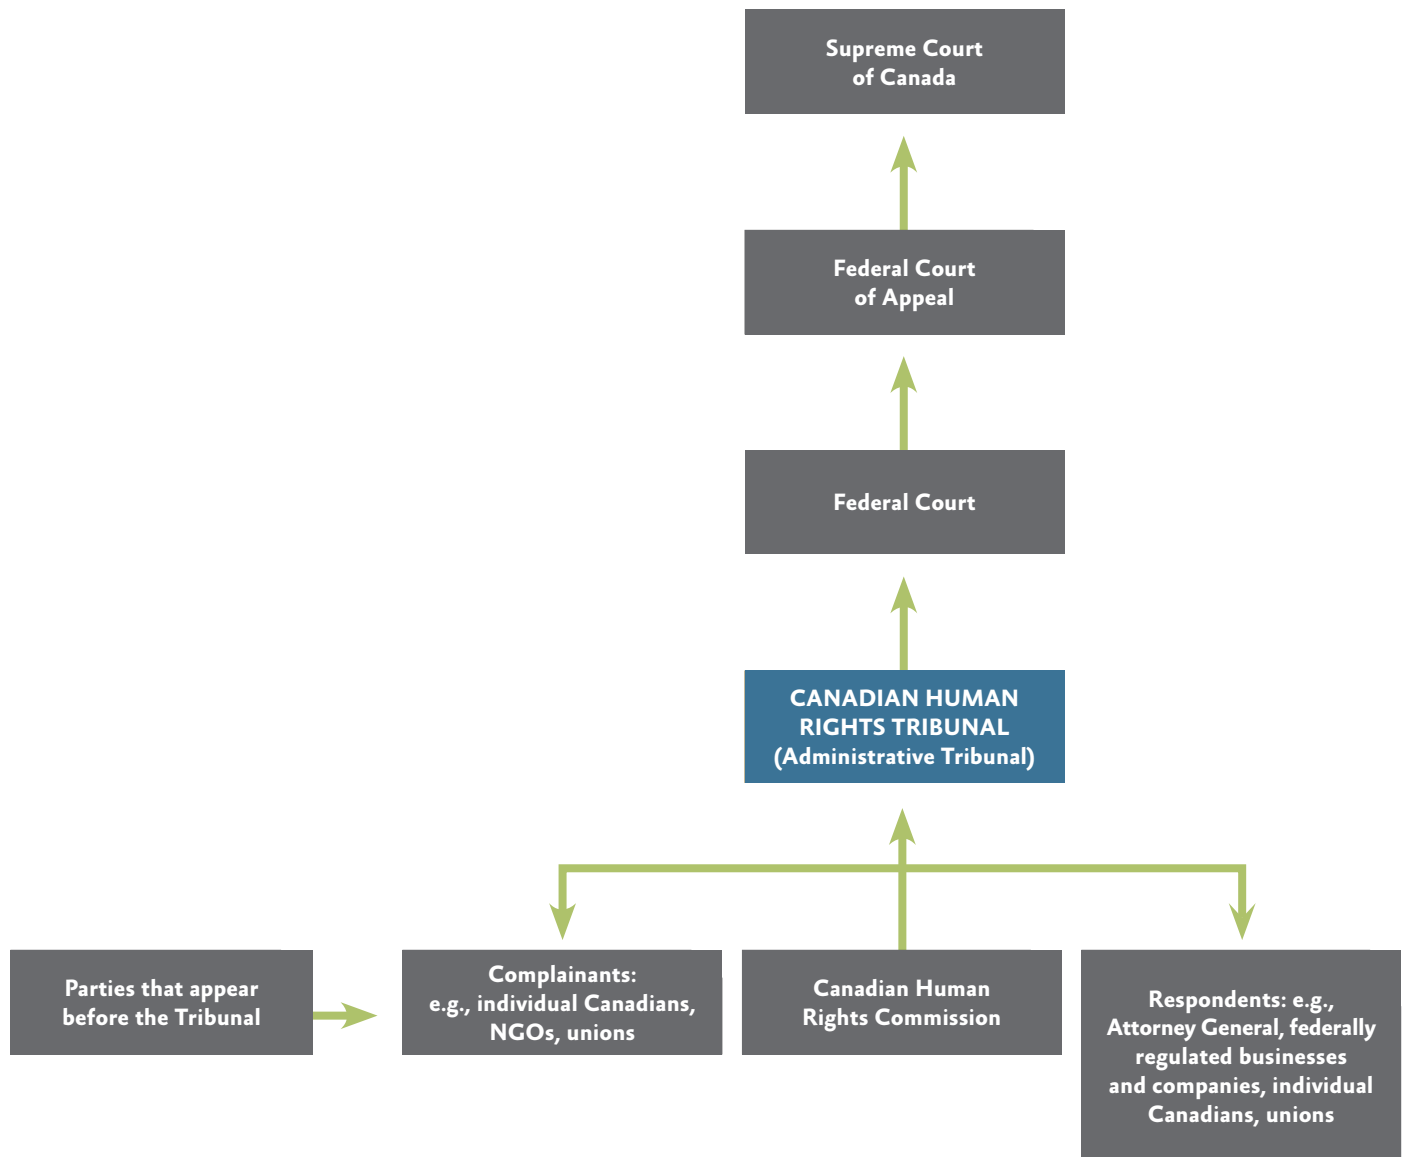 Supreme Court
of Canada
Federal Court
of Appeal
Federal Court
CANADIAN HUMAN
RIGHTS TRIBUNAL
(Administrative Tribunal)
Parties that appear
before the Tribunal
Complainants:
e.g., individual Canadians,
NGOs, unions
Canadian Human
Rights Commission
Respondents: e.g.,
Attorney General, federally
regulated businesses
and companies, individual
Canadians, unions